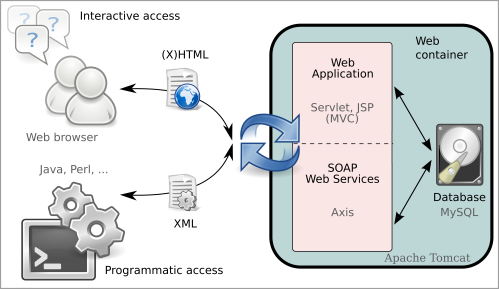 Interactive access
?
?
?
(X)HTML
Web browser
Java, Perl, ...
XML
>_
Programmatic access
Web
container
Web
Application
Servlet, JSP
(MVC)
SOAP
Web Services
Axis
Database
MySQL
Apache Tomcat